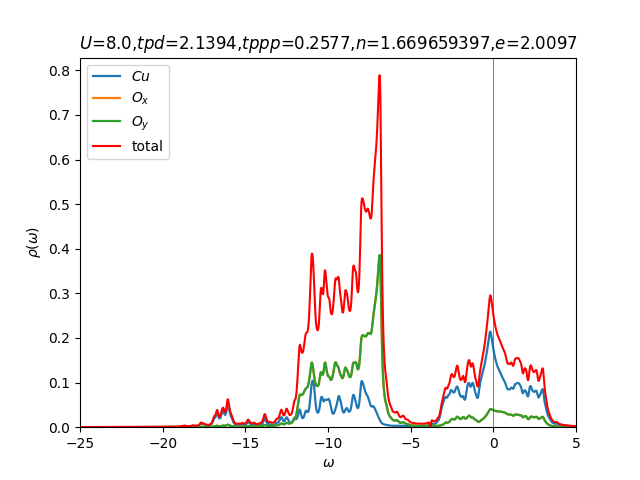 U=8.0,tpd=2.1394,tppp=0.2577,n=1.669659397,e=2.0097
Cu
O_x
O_y
total
ρ(ω)
0.8
0.7
0.6
0.5
0.4
0.3
0.2
0.1
0.0
−25 −20 −15 −10 −5 0 5
ω